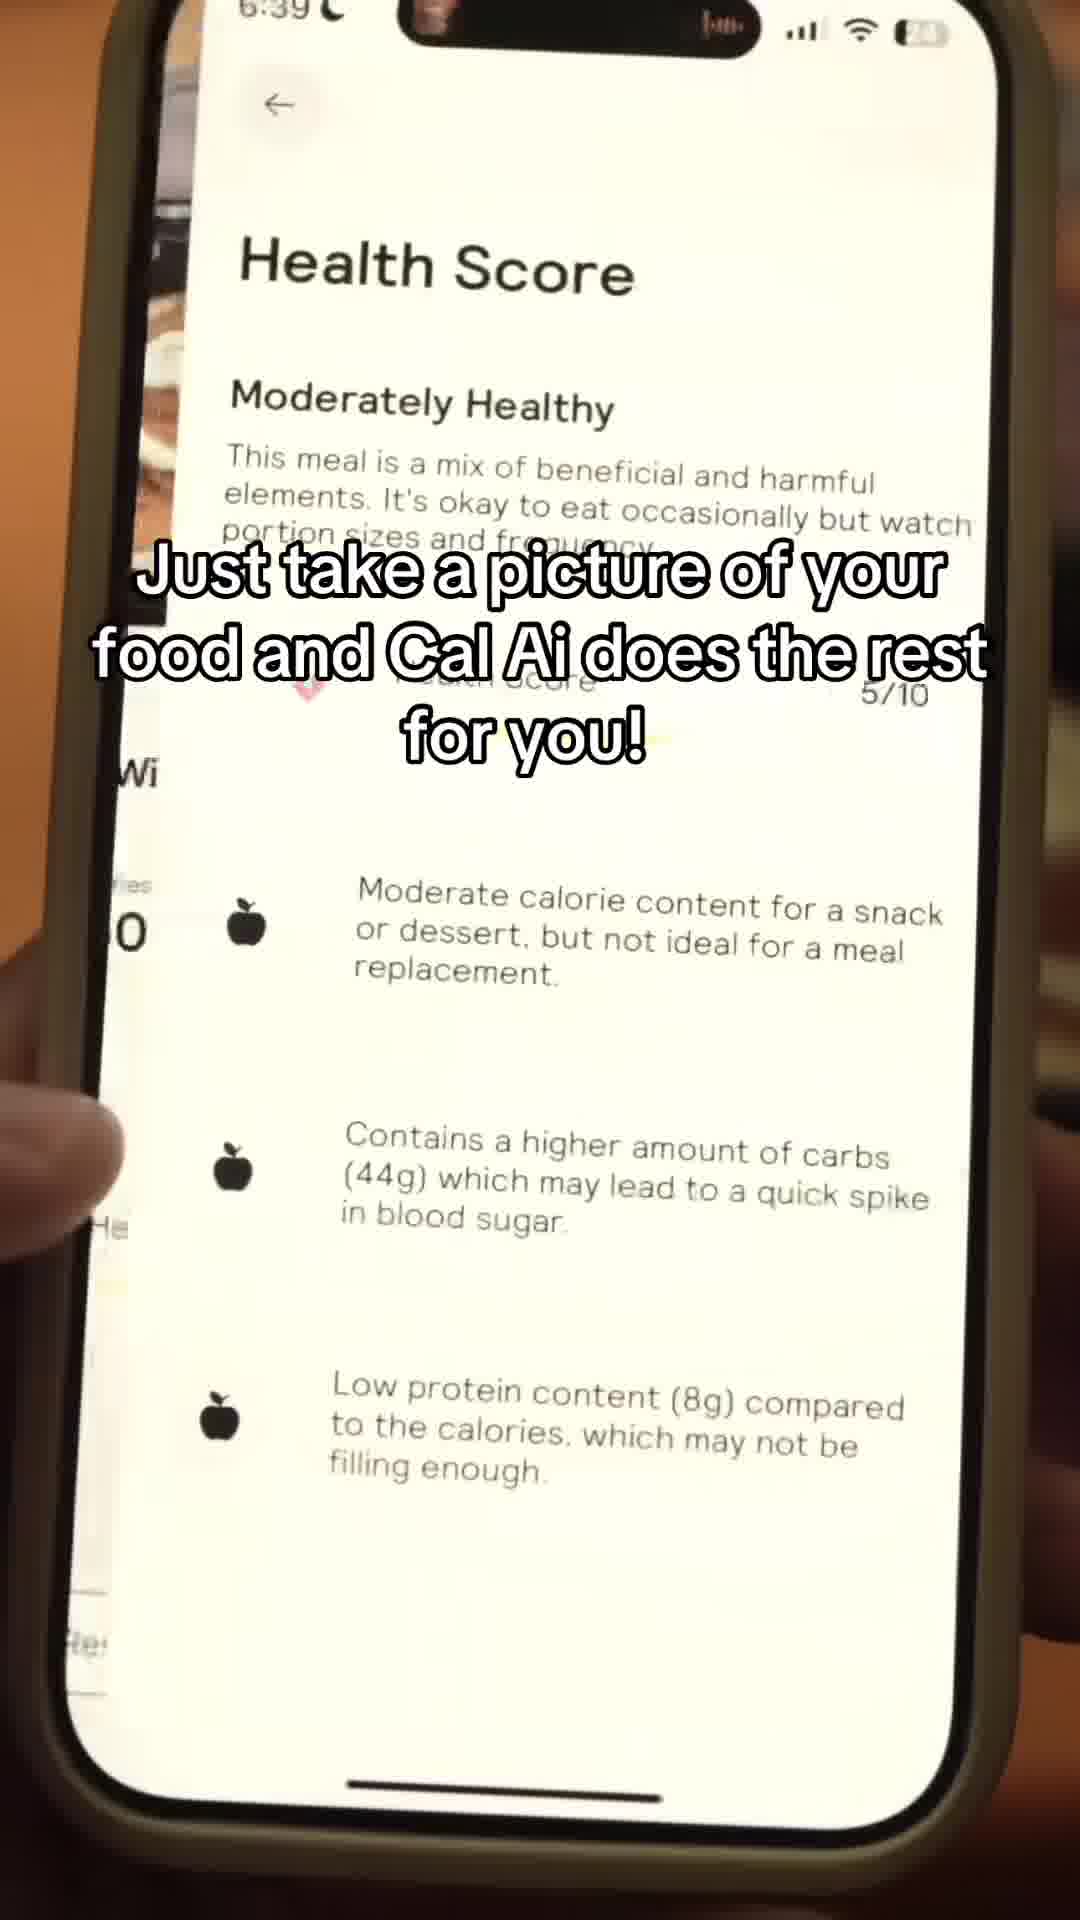 6:39
Health Score
Moderately Healthy
This meal is a mix of beneficial and harmful
elements. It's okay to eat occasionally but watch
portion sizes and frequency
Just take a picture of your
food and Cal Ai does the rest
for you!
Health Score
5/10
Wi
ries
0
Moderate calorie content for a snack
or dessert, but not ideal for a meal
replacement.
Contains a higher amount of carbs
(44g) which may lead to a quick spike
in blood sugar.
He
Low protein content (8g) compared
to the calories, which may not be
filling enough.